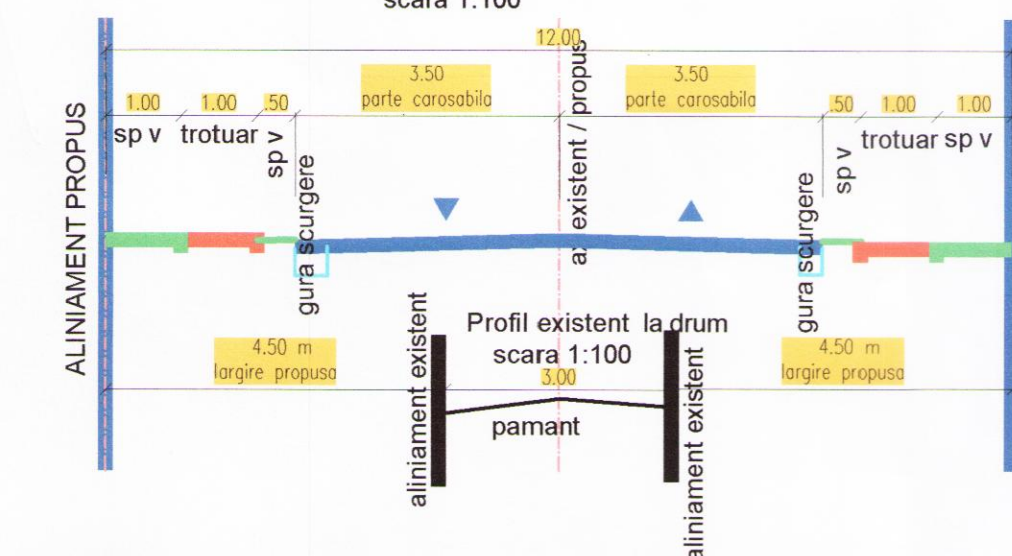 scara 1:100
12.00
3.50
parte carosabila
3.50
parte carosabila
1.00
1.00
.50
.50
1.00
1.00
sp v
trotuar
sp v
sp v
trotuar
sp v
ALINIAMENT PROPUS
gura scurgere
ax existent / propus
gura scurgere
Profil existent la drum
scara 1:100
4.50 m
largire propusa
3.00
4.50 m
largire propusa
aliniament existent
pamant
aliniament existent